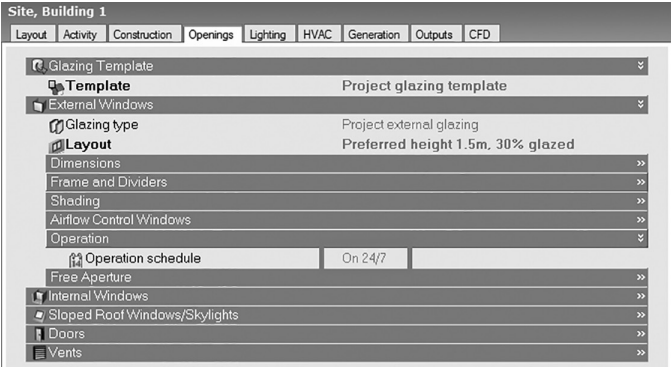 Site, Building 1
Layout Activity Construction Openings Lighting HVAC Generation Outputs CFD
Glazing Template
Template Project glazing template
External Windows
Glazing type Project external glazing
Layout Preferred height 1.5m, 30% glazed
Dimensions
Frame and Dividers
Shading
Airflow Control Windows
Operation
Operation schedule On 24/7
Free Aperture
Internal Windows
Sloped Roof Windows/Skylights
Doors
Vents